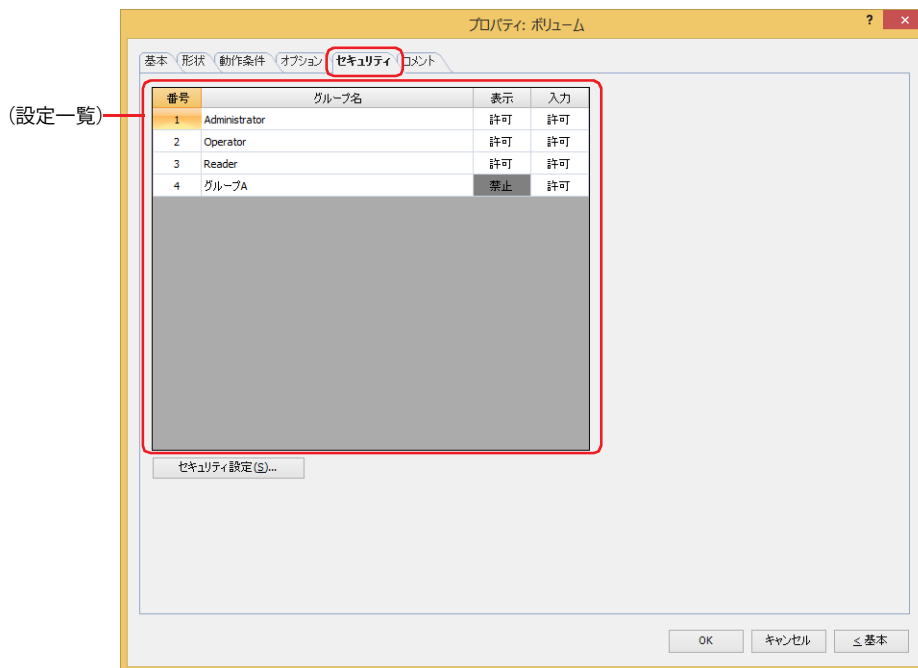 プロパティ: ボリューム
? ×
基本 形状 動作条件 オプション セキュリティ コメント
(設定一覧)
番号 グループ名 表示 入力
1 Administrator 許可 許可
2 Operator 許可 許可
3 Reader 許可 許可
4 グループA 禁止 許可
セキュリティ設定(S)...
OK キャンセル <基本